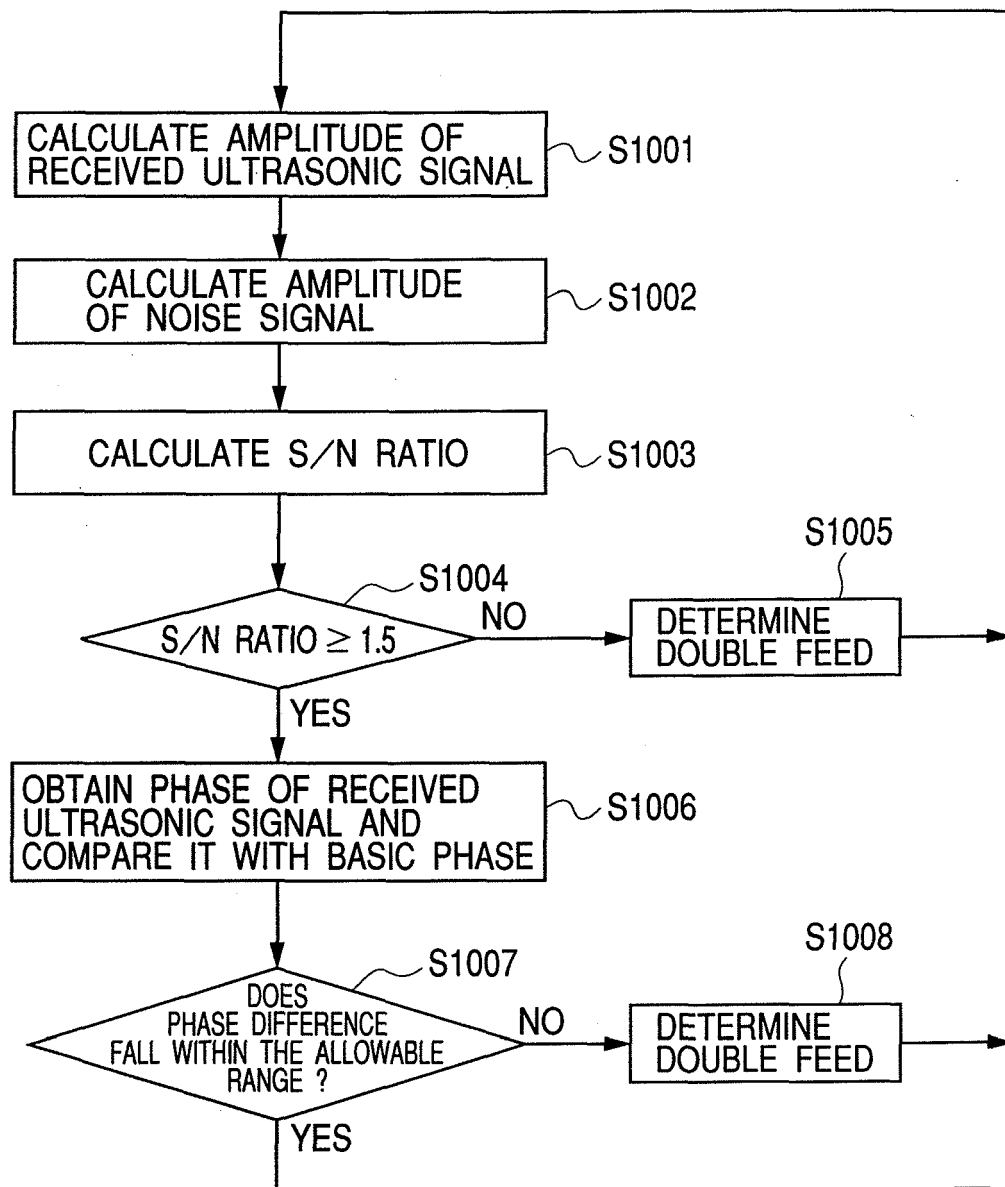 CALCULATE AMPLITUDE OF
RECEIVED ULTRASONIC SIGNAL
S1001
CALCULATE AMPLITUDE
OF NOISE SIGNAL
S1002
CALCULATE S/N RATIO
S1003
S1004
S/N RATIO ≥ 1.5
NO
S1005
DETERMINE
DOUBLE FEED
YES
OBTAIN PHASE OF RECEIVED
ULTRASONIC SIGNAL AND
COMPARE IT WITH BASIC PHASE
S1006
S1007
DOES
PHASE DIFFERENCE
FALL WITHIN THE ALLOWABLE
RANGE ?
NO
S1008
DETERMINE
DOUBLE FEED
YES